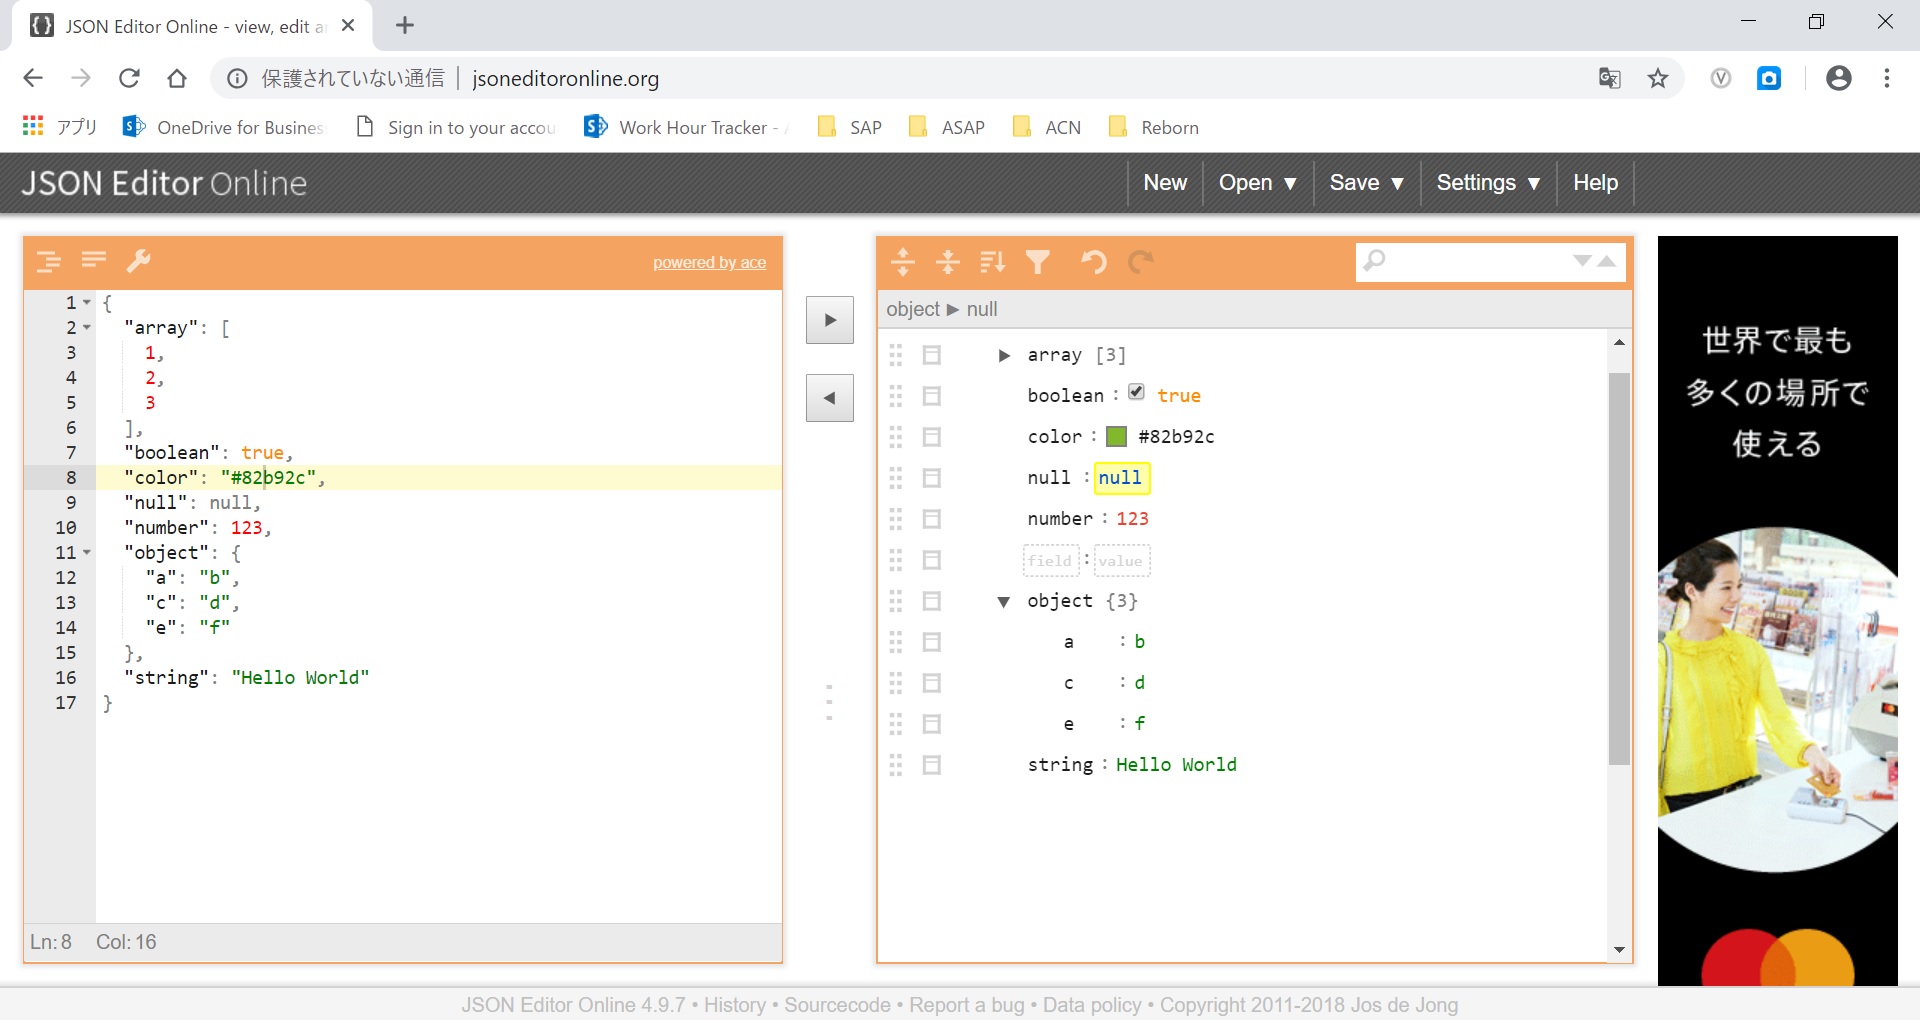 JSON Editor Online - view, edit a
保護されていない通信 jsoneditoronline.org
アプリ OneDrive for Busines Sign in to your accou Work Hour Tracker - SAP ASAP ACN Reborn
JSON Editor Online New Open ▼ Save ▼ Settings ▼ Help
powered by ace
1 {
2 "array": [
3 1,
4 2,
5 3
6 ],
7 "boolean": true,
8 "color": "#82b92c",
9 "null": null,
10 "number": 123,
11 "object": {
12 "a": "b",
13 "c": "d",
14 "e": "f"
15 },
16 "string": "Hello World"
17 }
Ln: 8 Col: 16
object ► null
array [3]
boolean : true
color : #82b92c
null : null
number : 123
field : value
object {3}
a : b
c : d
e : f
string : Hello World
世界で最も
多くの場所で
使える
JSON Editor Online 4.9.7 • History • Sourcecode • Report a bug • Data policy • Copyright 2011-2018 Jos de Jong